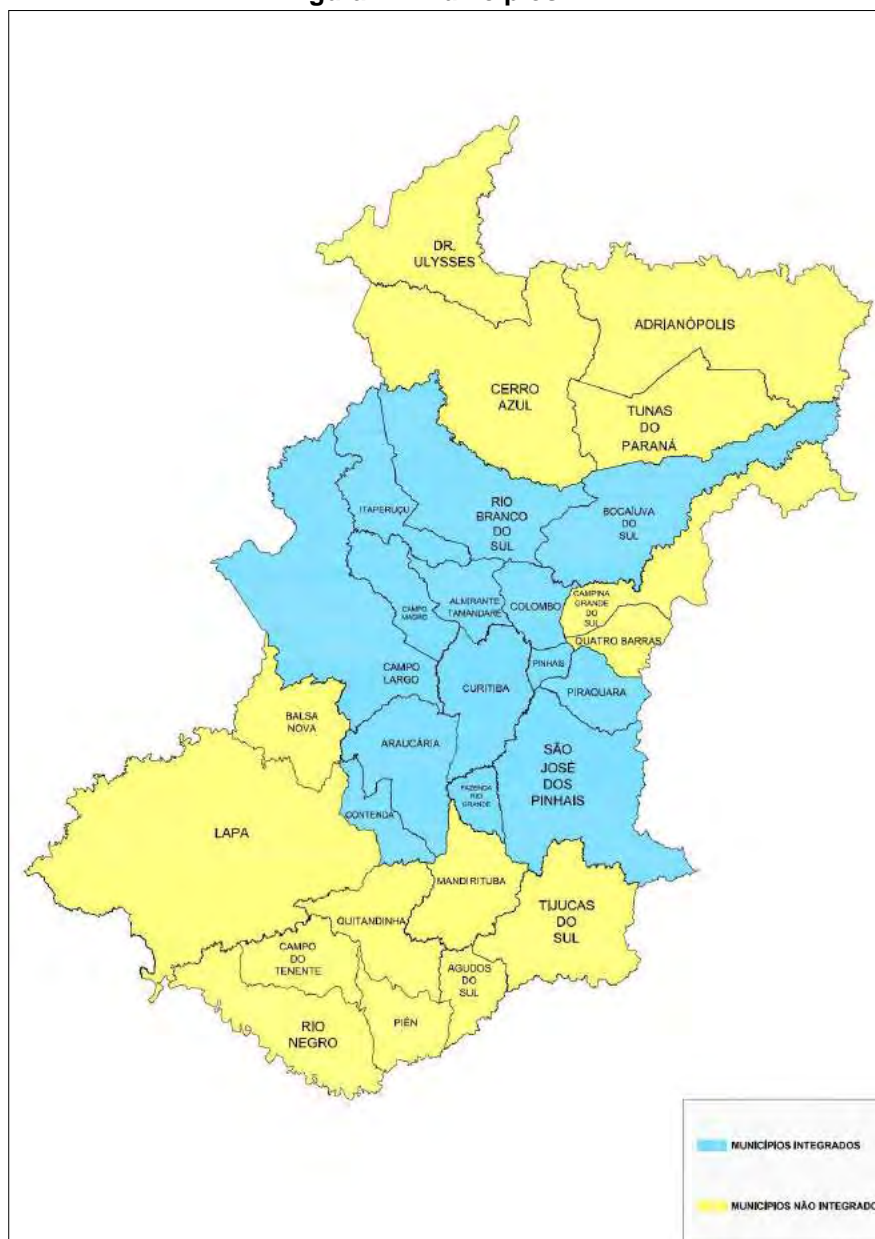 DR.
ULYSSES
ADRIANÓPOLIS
CERRO
AZUL
TUNAS
DO
PARANÁ
ITAPERUÇU
RIO
BRANCO
DO
SUL
BOCAÍUVA
DO
SUL
CAMPO
MAGRO
ALMIRANTE
TAMANDARÉ
COLOMBO
CAMPINA
GRANDE
DO
SUL
QUATRO BARRAS
PINHAIS
CAMPO
LARGO
CURITIBA
PIRAQUARA
BALSA
NOVA
ARAUCÁRIA
SÃO
JOSÉ
DOS
PINHAIS
FAZENDA
RIO
GRANDE
CONTENDA
LAPA
MANDIRITUBA
QUITANDINHA
TIJUCAS
DO
SUL
CAMPO
DO
TENENTE
AGUDOS
DO
SUL
RIO
NEGRO
PIÊN
MUNICÍPIOS INTEGRADOS
MUNICÍPIOS NÃO INTEGRADO